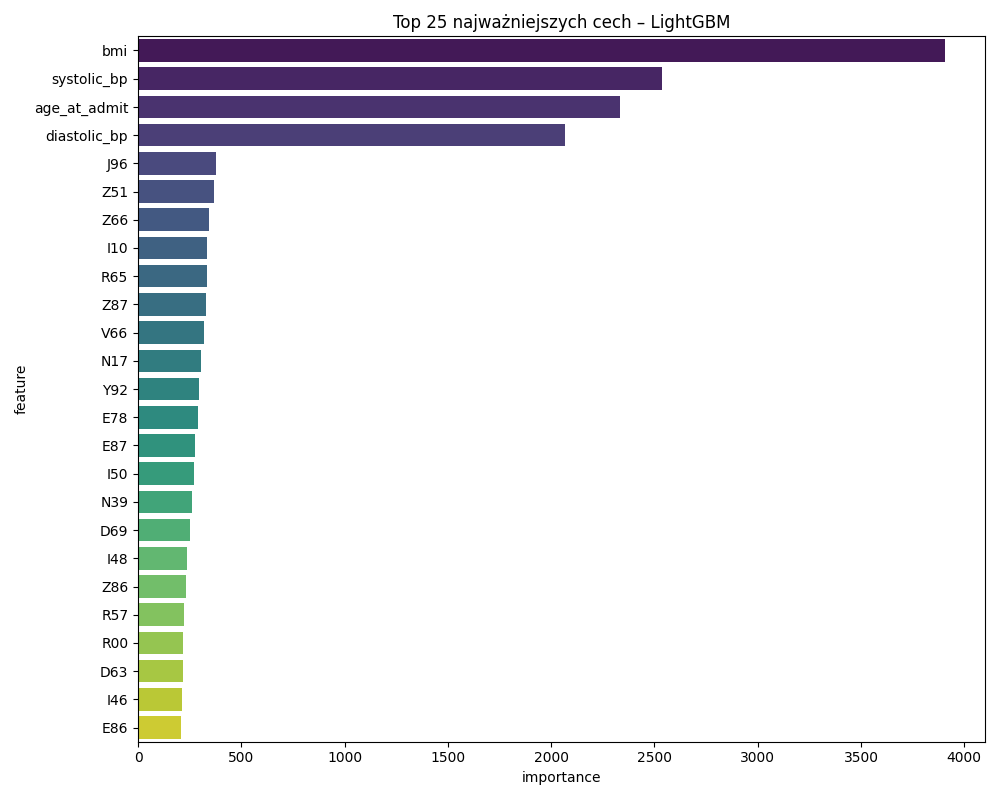 Top 25 najważniejszych cech – LightGBM
feature
bmi
systolic_bp
age_at_admit
diastolic_bp
J96
Z51
Z66
I10
R65
Z87
V66
N17
Y92
E78
E87
I50
N39
D69
I48
Z86
R57
R00
D63
I46
E86
0 500 1000 1500 2000 2500 3000 3500 4000
importance